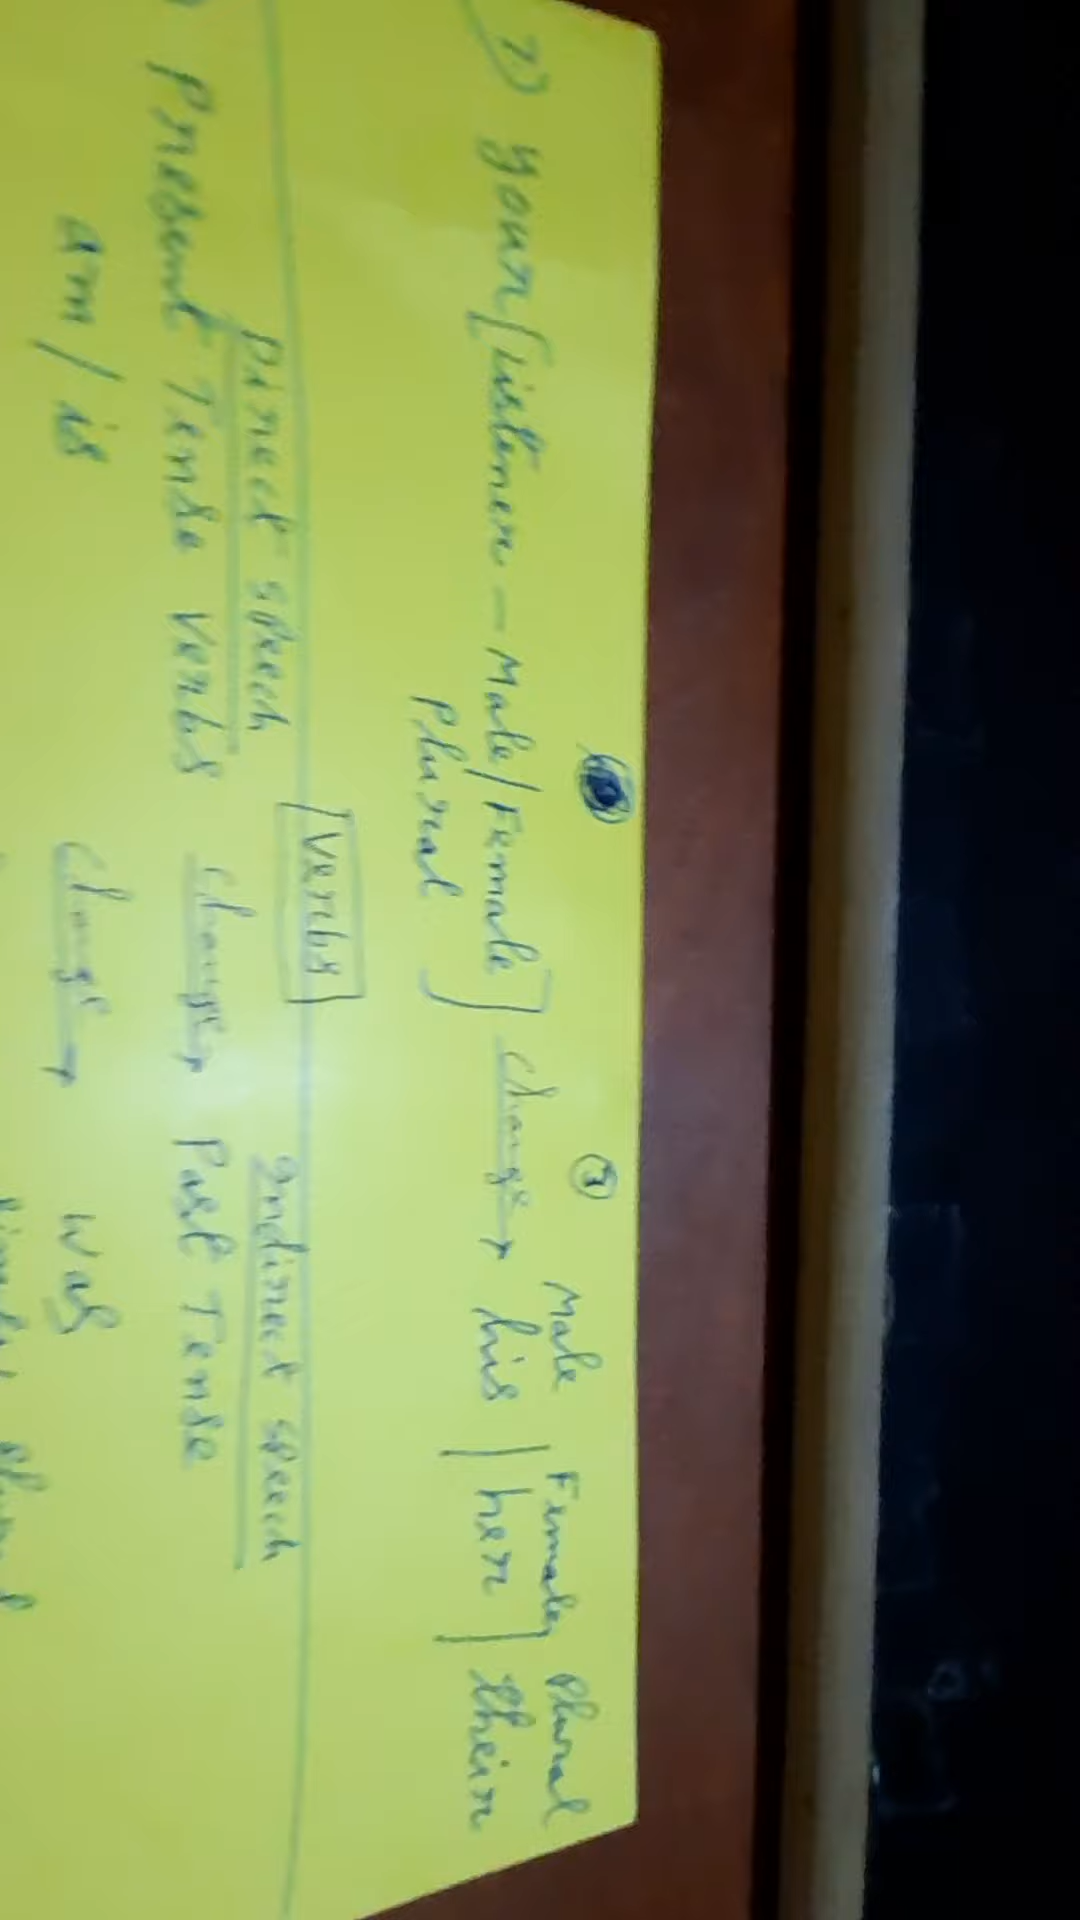 ③
Male Female Plural
7) your [Listener - Male/Female] change→ his / her / their
Plural
Verbs
Direct speech Indirect speech
Present Tense Verbs change→ Past Tense
am / is change→ was